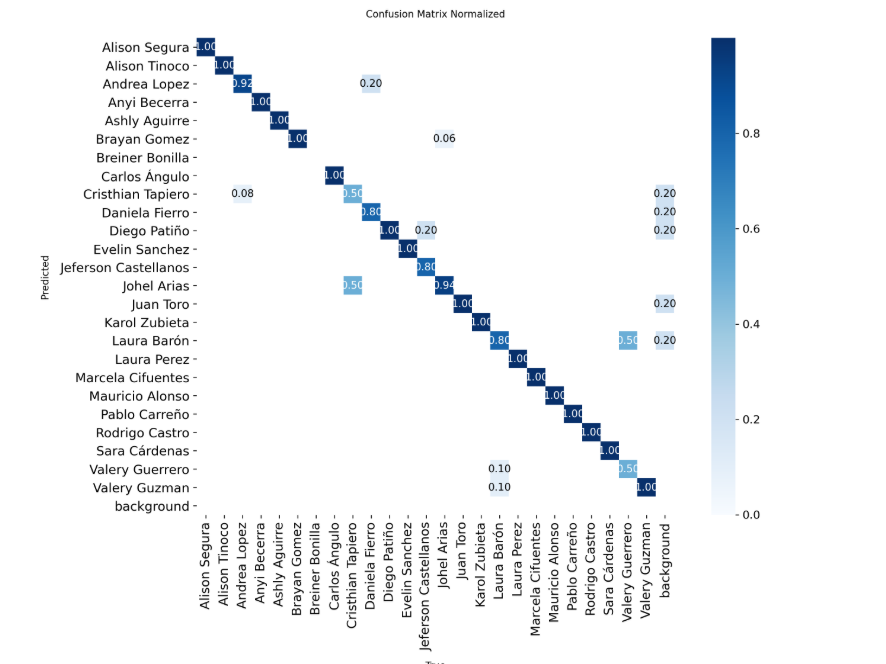 Confusion Matrix Normalized
Alison Segura 1.00
Alison Tinoco 1.00
Andrea Lopez 0.92 0.20
Anyi Becerra 1.00
Ashly Aguirre 1.00
Brayan Gomez 1.00 0.06
Breiner Bonilla
Carlos Ángulo 1.00
Cristhian Tapiero 0.08 0.50 0.20
Daniela Fierro 0.80 0.20
Diego Patiño 1.00 0.20 0.20
Evelin Sanchez 1.00
Jeferson Castellanos 0.80
Johel Arias 0.50 0.94
Juan Toro 1.00 0.20
Karol Zubieta 1.00
Laura Barón 0.80 0.50 0.20
Laura Perez 1.00
Marcela Cifuentes 1.00
Mauricio Alonso 1.00
Pablo Carreño 1.00
Rodrigo Castro 1.00
Sara Cárdenas 1.00
Valery Guerrero 0.10 0.50
Valery Guzman 0.10 1.00
background
Predicted
Alison Segura
Alison Tinoco
Andrea Lopez
Anyi Becerra
Ashly Aguirre
Brayan Gomez
Breiner Bonilla
Carlos Ángulo
Cristhian Tapiero
Daniela Fierro
Diego Patiño
Evelin Sanchez
Jeferson Castellanos
Johel Arias
Juan Toro
Karol Zubieta
Laura Barón
Laura Perez
Marcela Cifuentes
Mauricio Alonso
Pablo Carreño
Rodrigo Castro
Sara Cárdenas
Valery Guerrero
Valery Guzman
background
0.8
0.6
0.4
0.2
0.0